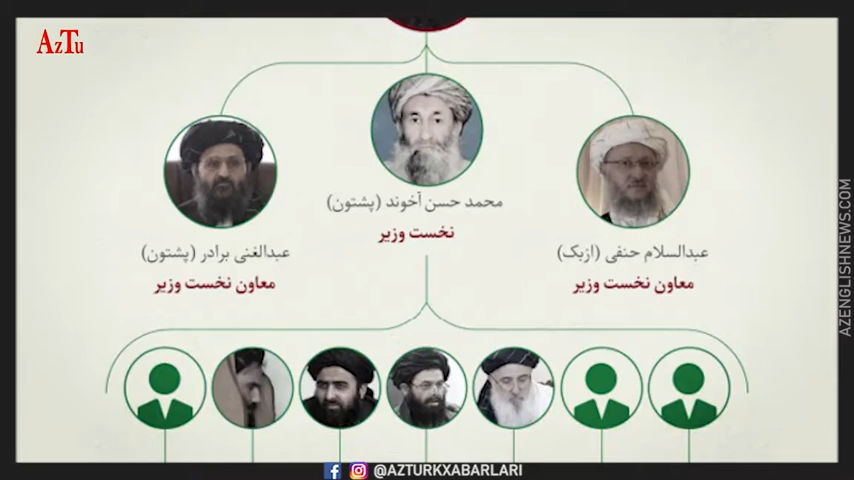 AzTu
محمد حسن آخوند (پشتون)
نخست وزیر
عبدالغنی برادر (پشتون)
معاون نخست وزیر
عبدالسلام حنفی (ازبک)
معاون نخست وزیر
AZENGLISHNEWS.COM
@AZTURKXABARLARI